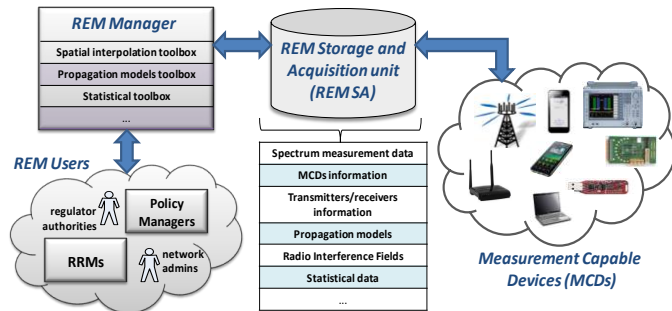 REM Manager
Spatial interpolation toolbox
Propagation models toolbox
Statistical toolbox
...
REM Storage and
Acquisition unit
(REM SA)
REM Users
regulator
authorities
Policy
Managers
RRMs
network
admins
Spectrum measurement data
MCDs information
Transmitters/receivers
information
Propagation models
Radio Interference Fields
Statistical data
...
Measurement Capable
Devices (MCDs)